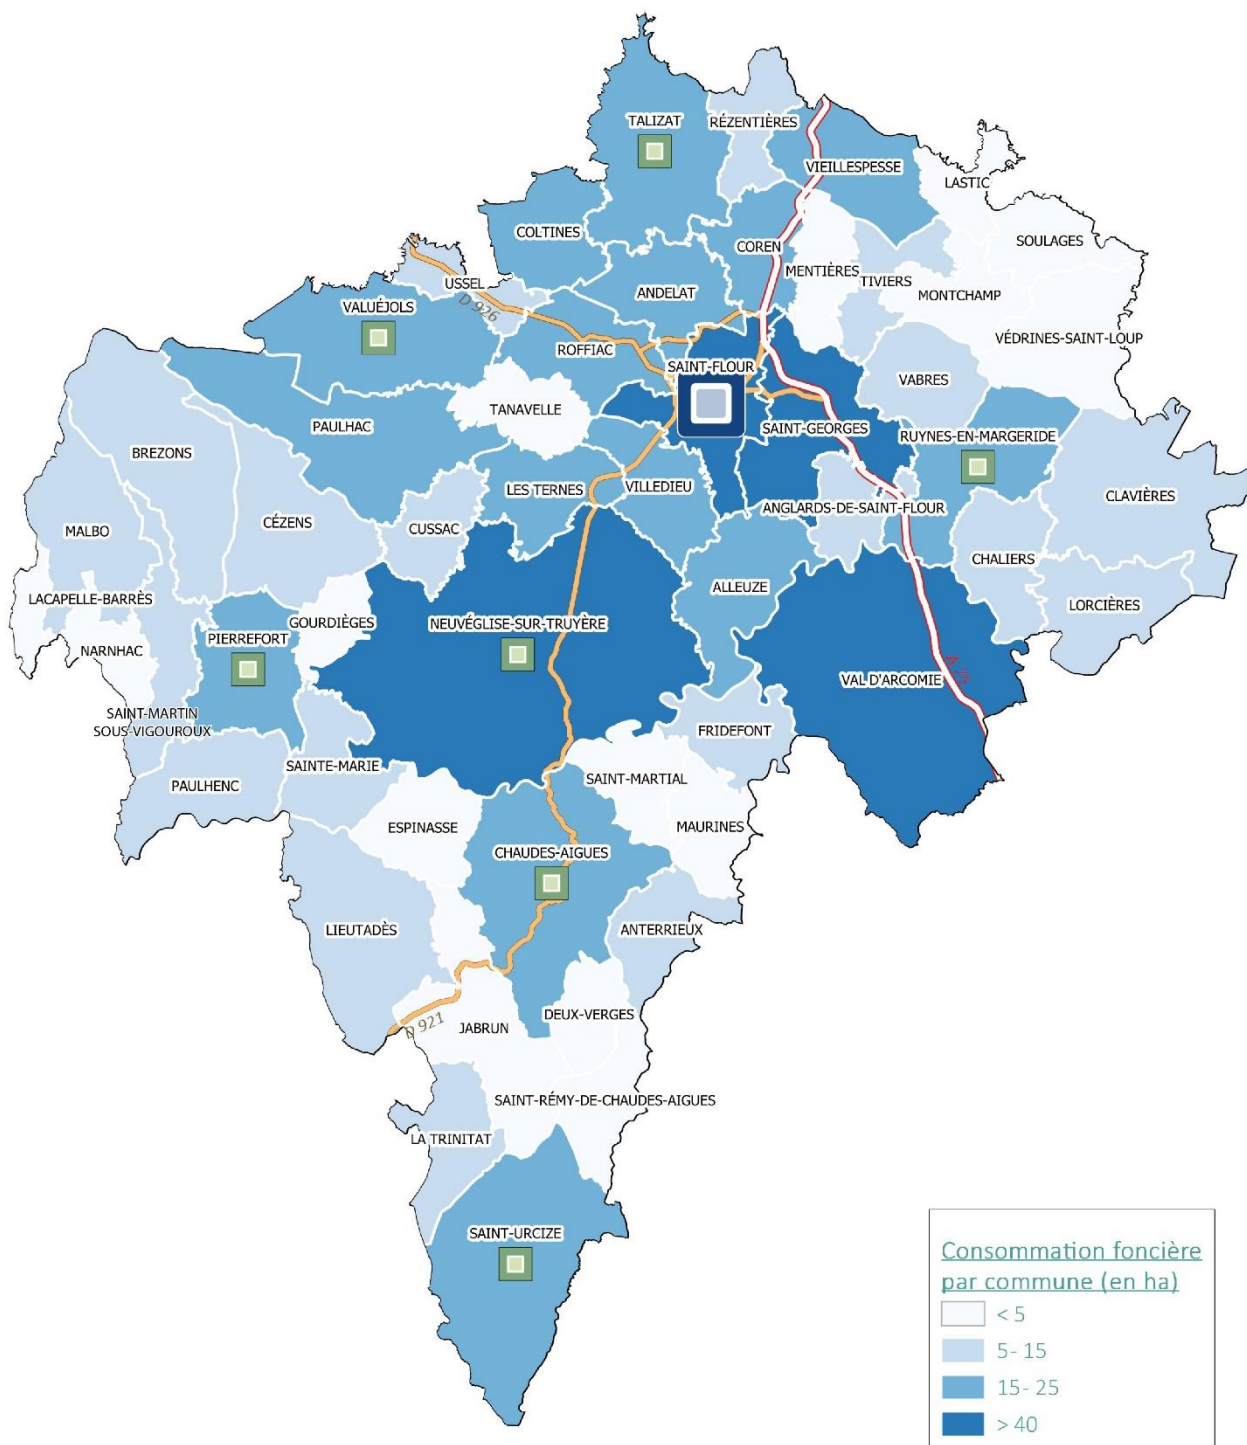 TALIZAT
RÉZENTIÈRES
VIEILLESPESSE
LASTIC
COLTINES
COREN
SOULAGES
MENTIÈRES
USSEL
TIVIERS
ANDELAT
MONTCHAMP
D 926
VALUÉJOLS
VÉDRINES-SAINT-LOUP
ROFFIAC
SAINT-FLOUR
VABRES
TANAVELLE
PAULHAC
SAINT-GEORGES
RUYNES-EN-MARGERIDE
BREZONS
VILLEDIEU
LES TERNES
CLAVIÈRES
ANGLARDS-DE-SAINT-FLOUR
CÉZENS
CUSSAC
MALBO
CHALIERS
ALLEUZE
LACAPELLE-BARRÈS
LORCIÈRES
GOURDIÈGES
NEUVÉGLISE-SUR-TRUYÈRE
PIERREFORT
NARNHAC
A 75
VAL D'ARCOMIE
SAINT-MARTIN
SOUS-VIGOUROUX
FRIDEFONT
SAINTE-MARIE
SAINT-MARTIAL
PAULHENC
ESPINASSE
MAURINES
CHAUDES-AIGUES
LIEUTADÈS
ANTERRIEUX
DEUX-VERGES
D 921
JABRUN
SAINT-RÉMY-DE-CHAUDES-AIGUES
LA TRINITAT
SAINT-URCIZE
Consommation foncière
par commune (en ha)
< 5
5- 15
15- 25
> 40